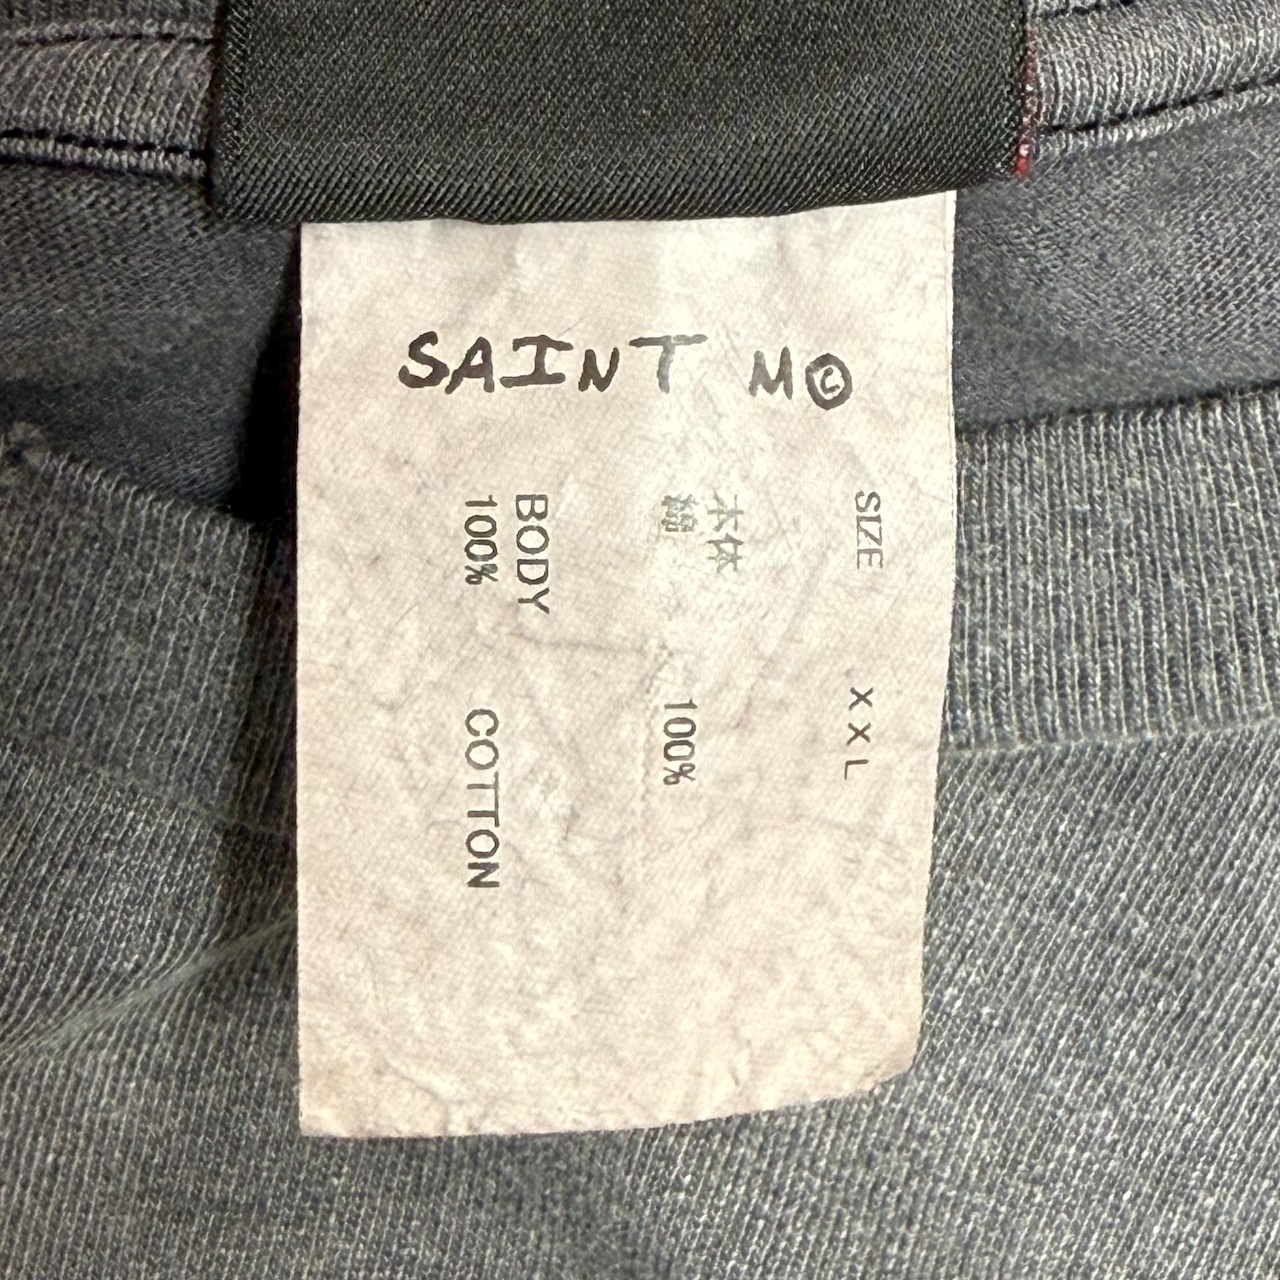 SAINT M©
SIZE XXL
本体
綿 100%
BODY
100% COTTON